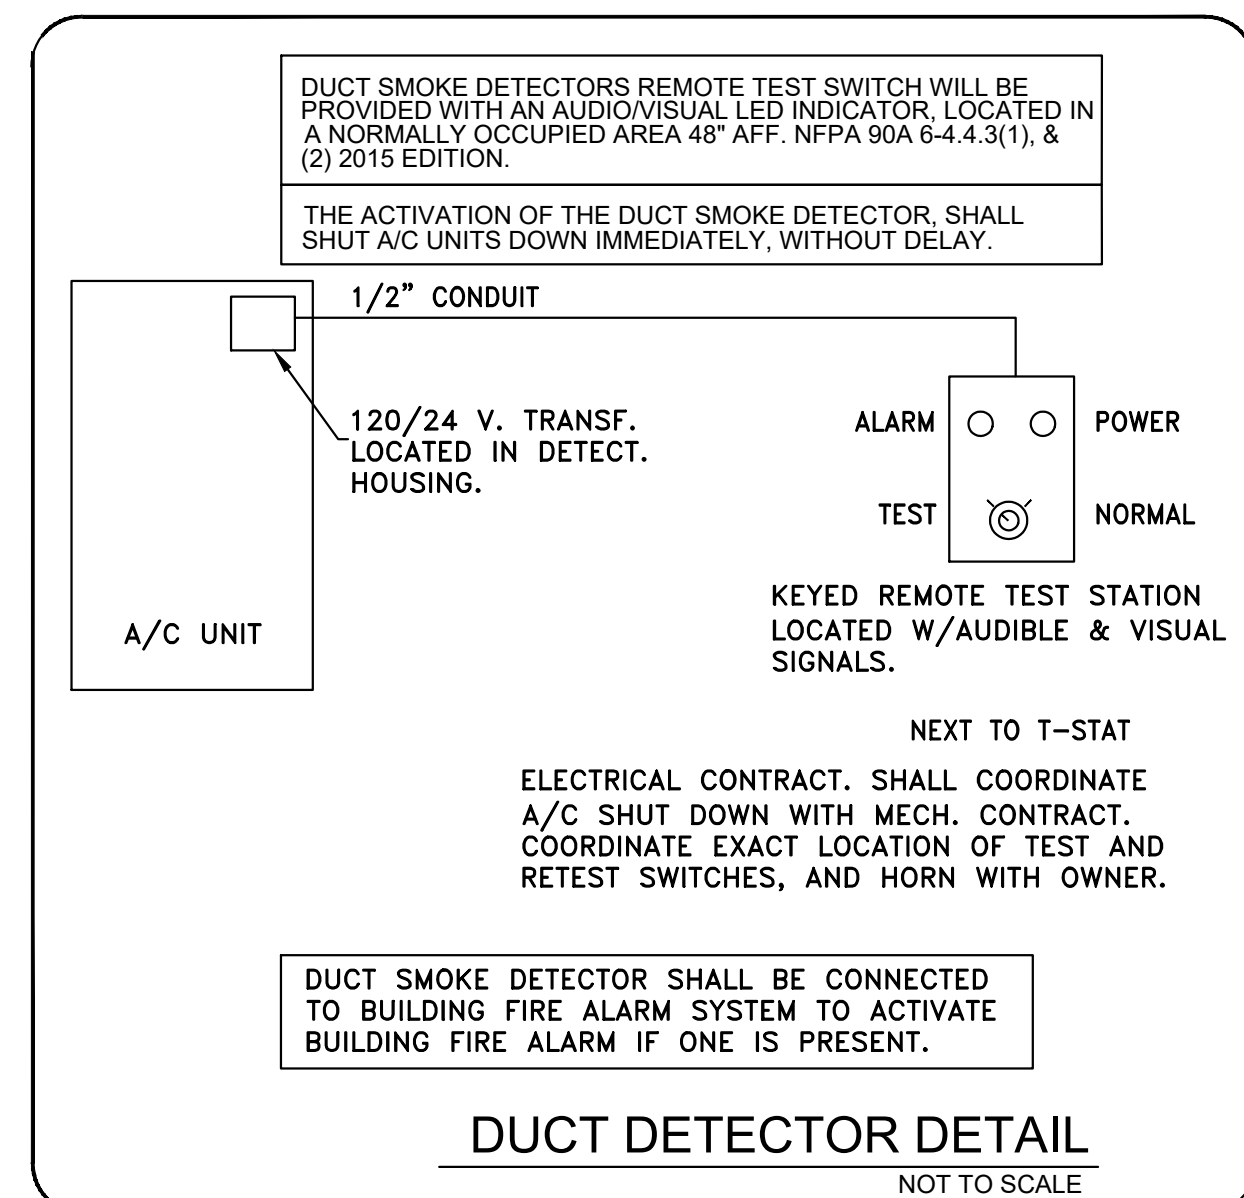 DUCT SMOKE DETECTORS REMOTE TEST SWITCH WILL BE
PROVIDED WITH AN AUDIO/VISUAL LED INDICATOR, LOCATED IN
A NORMALLY OCCUPIED AREA 48" AFF. NFPA 90A 6-4.4.3(1), &
(2) 2015 EDITION.
THE ACTIVATION OF THE DUCT SMOKE DETECTOR, SHALL
SHUT A/C UNITS DOWN IMMEDIATELY, WITHOUT DELAY.
1/2” CONDUIT
120/24 V. TRANSF.
LOCATED IN DETECT.
HOUSING.
A/C UNIT
ALARM
POWER
TEST
NORMAL
KEYED REMOTE TEST STATION
LOCATED W/AUDIBLE & VISUAL
SIGNALS.
NEXT TO T-STAT
ELECTRICAL CONTRACT. SHALL COORDINATE
A/C SHUT DOWN WITH MECH. CONTRACT.
COORDINATE EXACT LOCATION OF TEST AND
RETEST SWITCHES, AND HORN WITH OWNER.
DUCT SMOKE DETECTOR SHALL BE CONNECTED
TO BUILDING FIRE ALARM SYSTEM TO ACTIVATE
BUILDING FIRE ALARM IF ONE IS PRESENT.
DUCT DETECTOR DETAIL
NOT TO SCALE